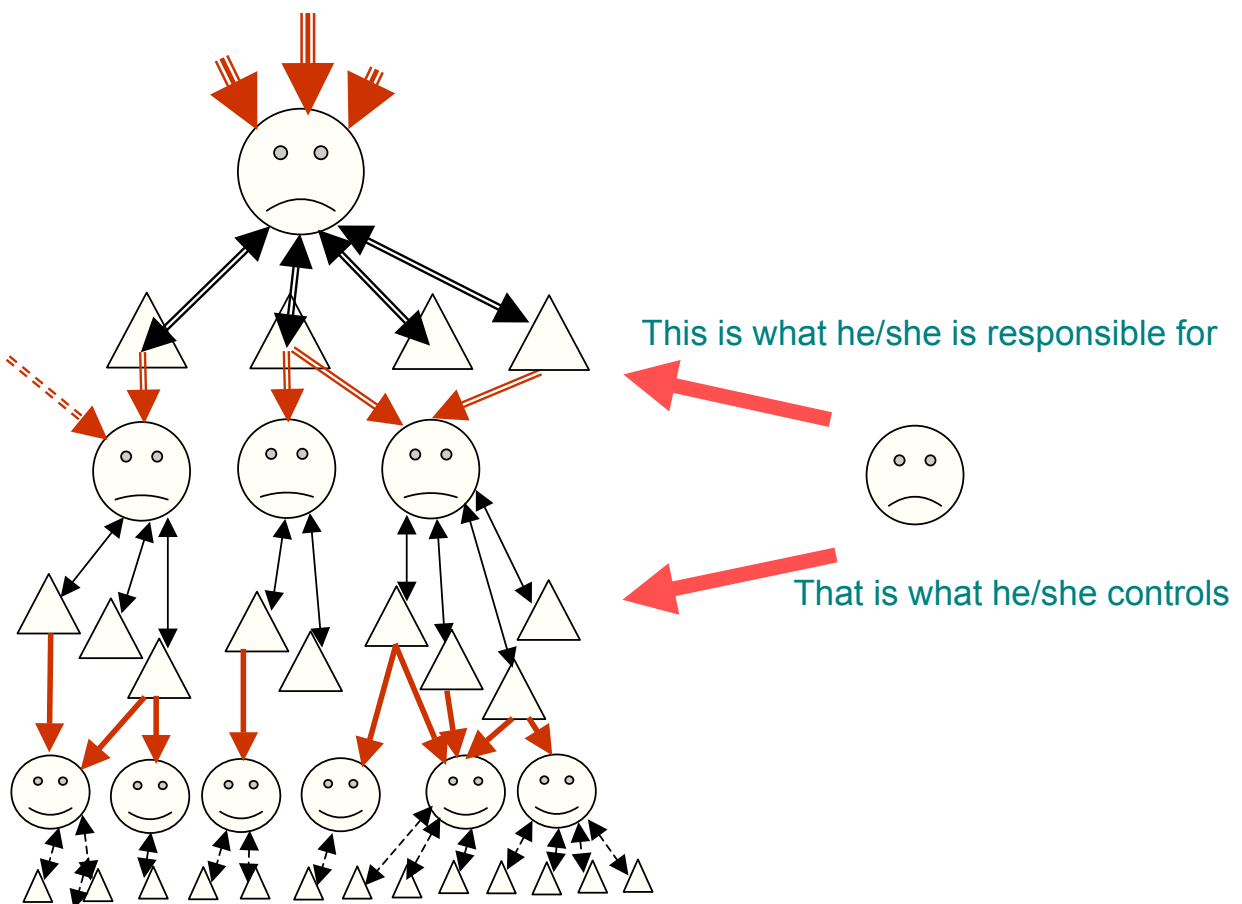 This is what he/she is responsible for
That is what he/she controls